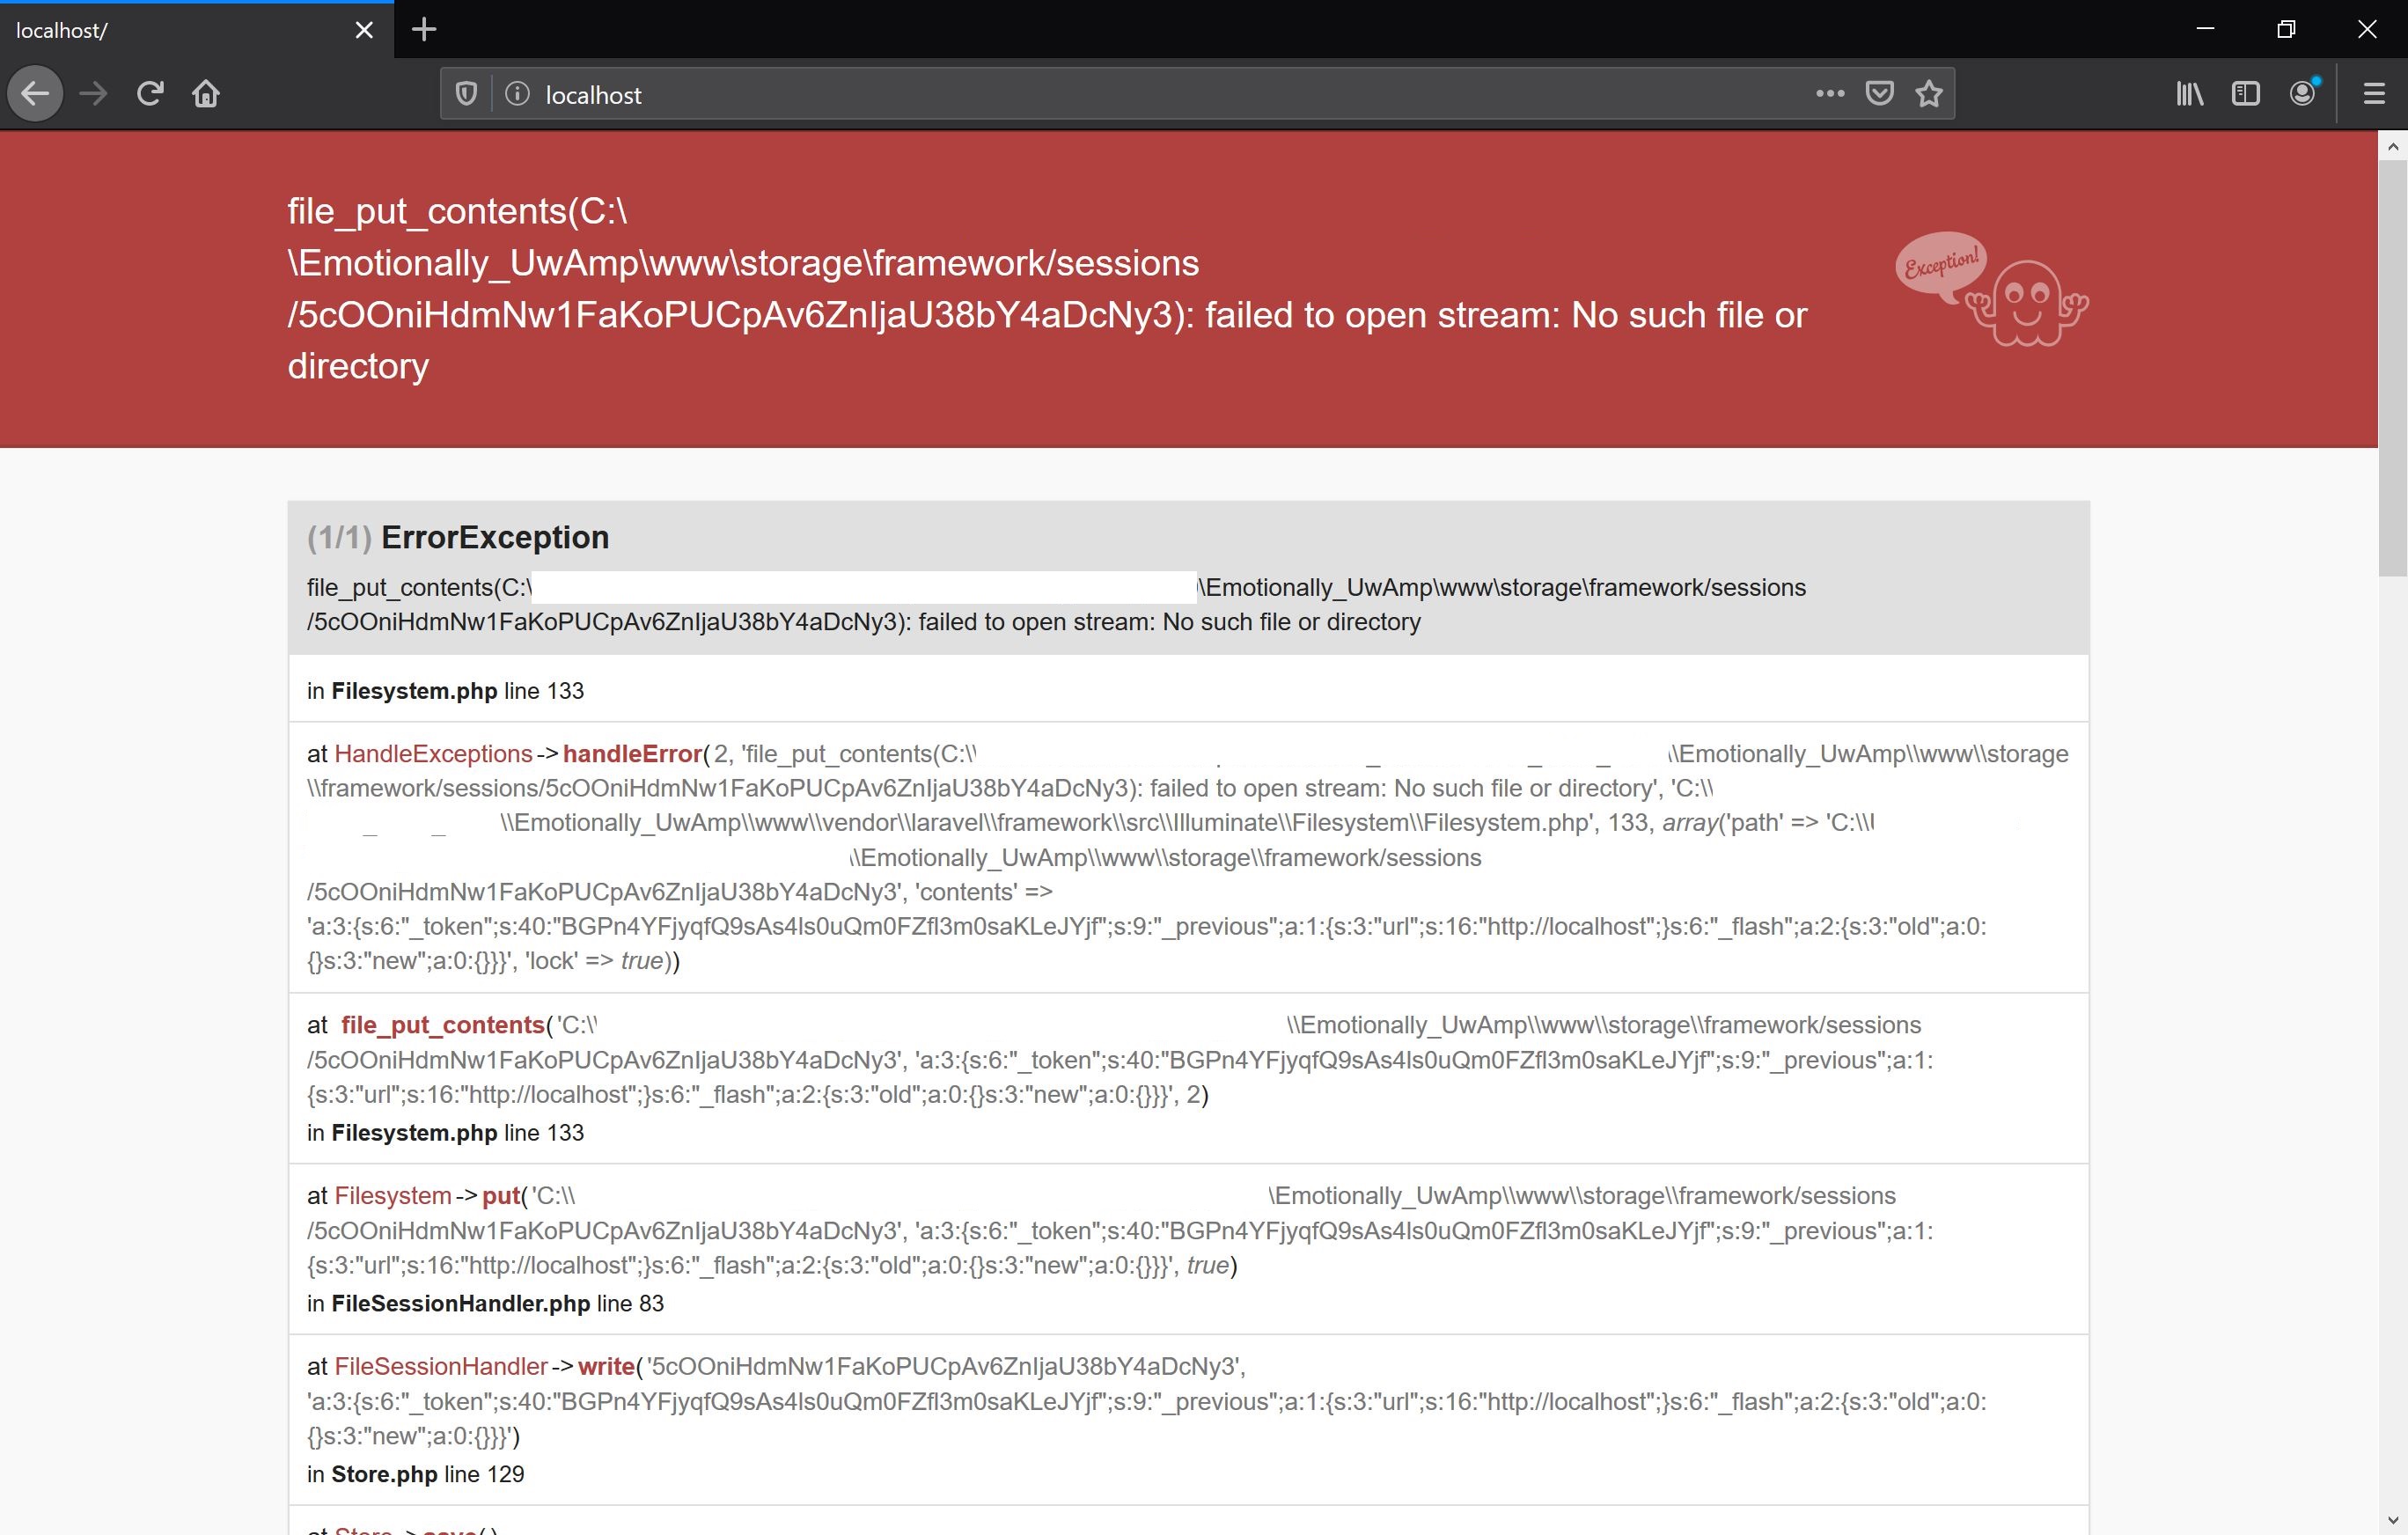 localhost/
localhost
file_put_contents(C:\
\Emotionally_UwAmp\www\storage\framework/sessions
/5cOOniHdmNw1FaKoPUCpAv6ZnIjaU38bY4aDcNy3): failed to open stream: No such file or
directory
Exception!
(1/1) ErrorException
file_put_contents(C:\ \Emotionally_UwAmp\www\storage\framework/sessions
/5cOOniHdmNw1FaKoPUCpAv6ZnIjaU38bY4aDcNy3): failed to open stream: No such file or directory
in Filesystem.php line 133
at HandleExceptions->handleError(2, 'file_put_contents(C:\\ \\Emotionally_UwAmp\\www\\storage
\\framework/sessions/5cOOniHdmNw1FaKoPUCpAv6ZnIjaU38bY4aDcNy3): failed to open stream: No such file or directory', 'C:\\
\\Emotionally_UwAmp\\www\\vendor\\laravel\\framework\\src\\Illuminate\\Filesystem\\Filesystem.php', 133, array('path' => 'C:\\
\\Emotionally_UwAmp\\www\\storage\\framework/sessions
/5cOOniHdmNw1FaKoPUCpAv6ZnIjaU38bY4aDcNy3', 'contents' =>
'a:3:{s:6:"_token";s:40:"BGPn4YFjyqfQ9sAs4Is0uQm0FZfl3m0saKLeJYjf";s:9:"_previous";a:1:{s:3:"url";s:16:"http://localhost";}s:6:"_flash";a:2:{s:3:"old";a:0:
{}s:3:"new";a:0:{}}}', 'lock' => true))
at file_put_contents('C:\\ \\Emotionally_UwAmp\\www\\storage\\framework/sessions
/5cOOniHdmNw1FaKoPUCpAv6ZnIjaU38bY4aDcNy3', 'a:3:{s:6:"_token";s:40:"BGPn4YFjyqfQ9sAs4Is0uQm0FZfl3m0saKLeJYjf";s:9:"_previous";a:1:
{s:3:"url";s:16:"http://localhost";}s:6:"_flash";a:2:{s:3:"old";a:0:{}s:3:"new";a:0:{}}}', 2)
in Filesystem.php line 133
at Filesystem->put('C:\\ \Emotionally_UwAmp\\www\\storage\\framework/sessions
/5cOOniHdmNw1FaKoPUCpAv6ZnIjaU38bY4aDcNy3', 'a:3:{s:6:"_token";s:40:"BGPn4YFjyqfQ9sAs4Is0uQm0FZfl3m0saKLeJYjf";s:9:"_previous";a:1:
{s:3:"url";s:16:"http://localhost";}s:6:"_flash";a:2:{s:3:"old";a:0:{}s:3:"new";a:0:{}}}', true)
in FileSessionHandler.php line 83
at FileSessionHandler->write('5cOOniHdmNw1FaKoPUCpAv6ZnIjaU38bY4aDcNy3',
'a:3:{s:6:"_token";s:40:"BGPn4YFjyqfQ9sAs4Is0uQm0FZfl3m0saKLeJYjf";s:9:"_previous";a:1:{s:3:"url";s:16:"http://localhost";}s:6:"_flash";a:2:{s:3:"old";a:0:
{}s:3:"new";a:0:{}}}')
in Store.php line 129
at Store->save()